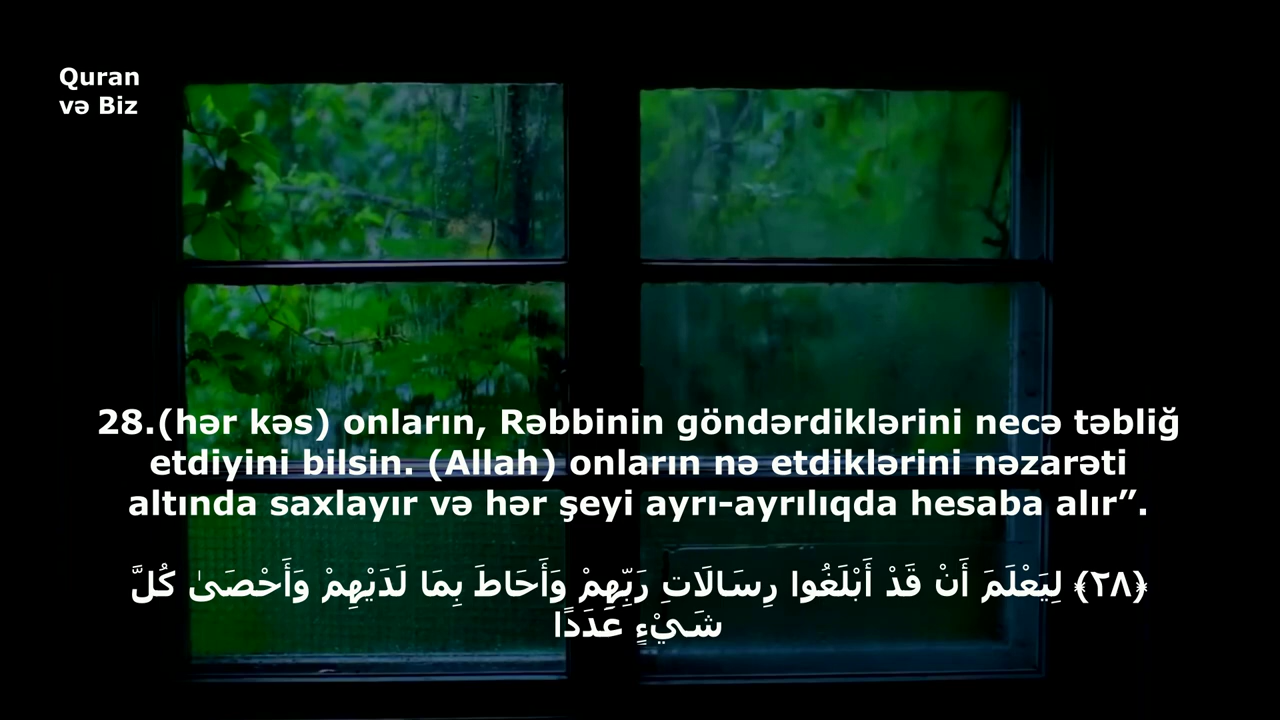 Quran
və Biz
28.(hər kəs) onların, Rəbbinin göndərdiklərini necə təbliğ
etdiyini bilsin. (Allah) onların nə etdiklərini nəzarəti
altında saxlayır və hər şeyi ayrı-ayrılıqda hesaba alır”.
﴿٢٨﴾ لِيَعْلَمَ أَنْ قَدْ أَبْلَغُوا رِسَالَاتِ رَبِّهِمْ وَأَحَاطَ بِمَا لَدَيْهِمْ وَأَحْصَىٰ كُلَّ
شَيْءٍ عَدَدًا